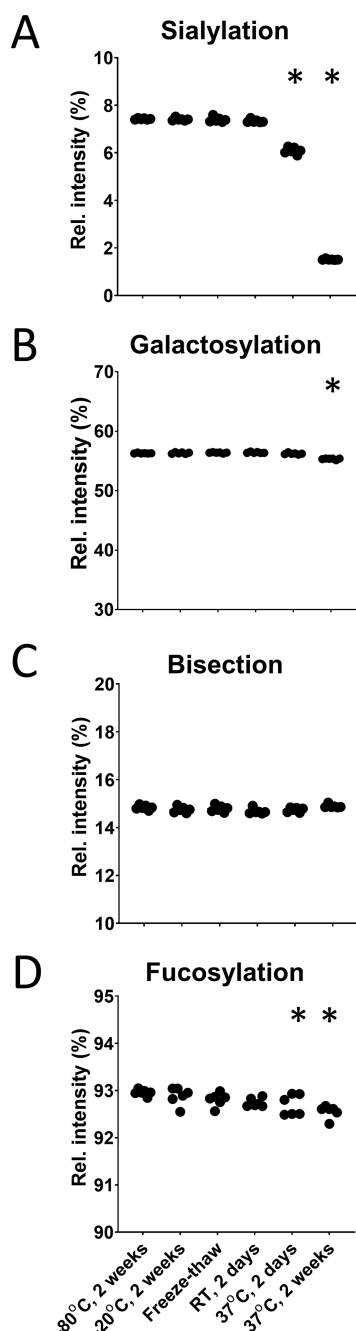 A
Sialylation
* *
Rel. intensity (%)
10
8
6
4
2
0
B
Galactosylation
*
Rel. intensity (%)
70
60
50
40
30
C
Bisection
Rel. intensity (%)
20
18
16
14
12
10
D
Fucosylation
* *
Rel. intensity (%)
95
94
93
92
91
90
80°C, 2 weeks
20°C, 2 weeks
Freeze-thaw
RT, 2 days
37°C, 2 days
37°C, 2 weeks